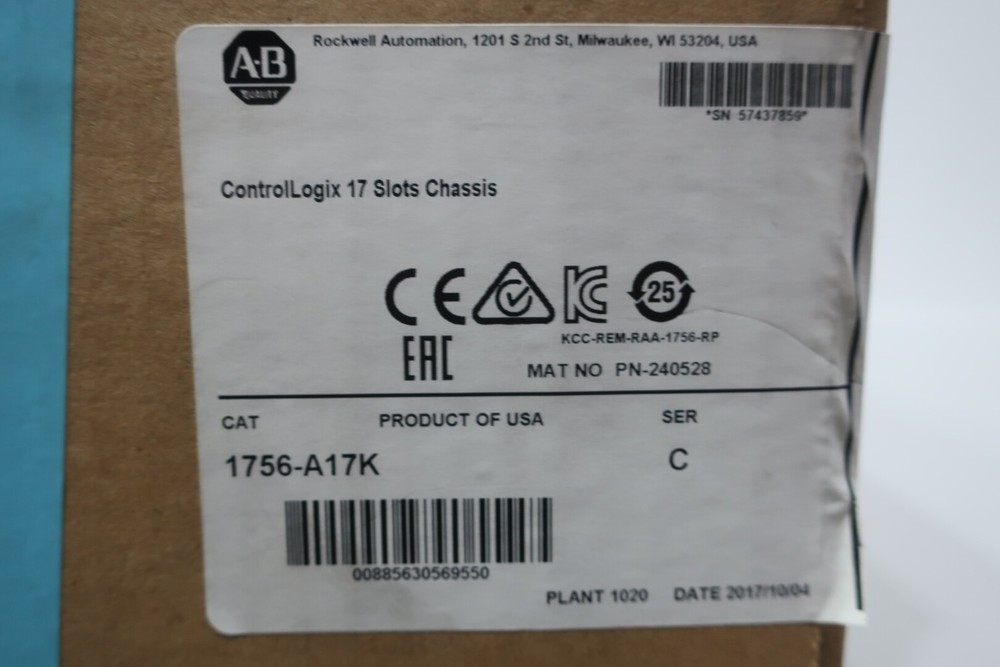 A·B
QUALITY
Rockwell Automation, 1201 S 2nd St, Milwaukee, WI 53204, USA
*SN 57437859*
ControlLogix 17 Slots Chassis
CE KC 25
EAC
KCC-REM-RAA-1756-RP
MAT NO PN-240528
CAT PRODUCT OF USA SER
1756-A17K C
00885630569550
PLANT 1020 DATE 2017/10/04